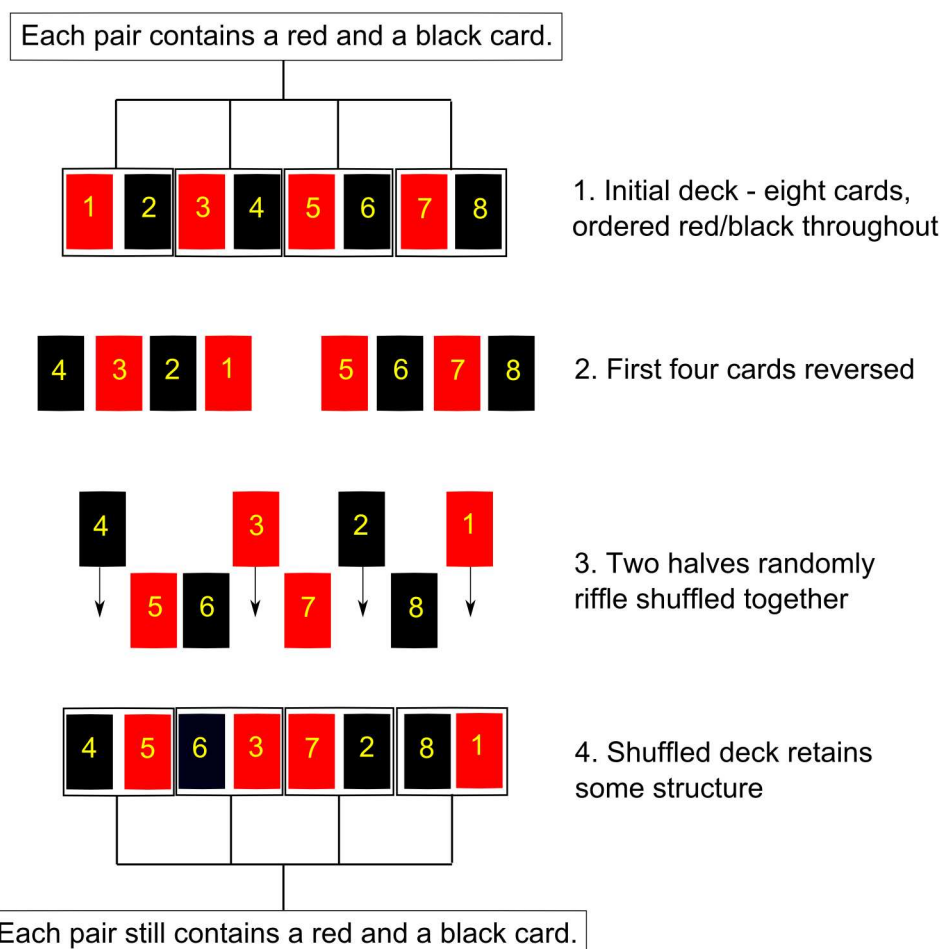 Each pair contains a red and a black card.
1 2 3 4 5 6 7 8
1. Initial deck - eight cards,
ordered red/black throughout
4 3 2 1 5 6 7 8
2. First four cards reversed
4 3 2 1
5 6 7 8
3. Two halves randomly
riffle shuffled together
4 5 6 3 7 2 8 1
4. Shuffled deck retains
some structure
Each pair still contains a red and a black card.